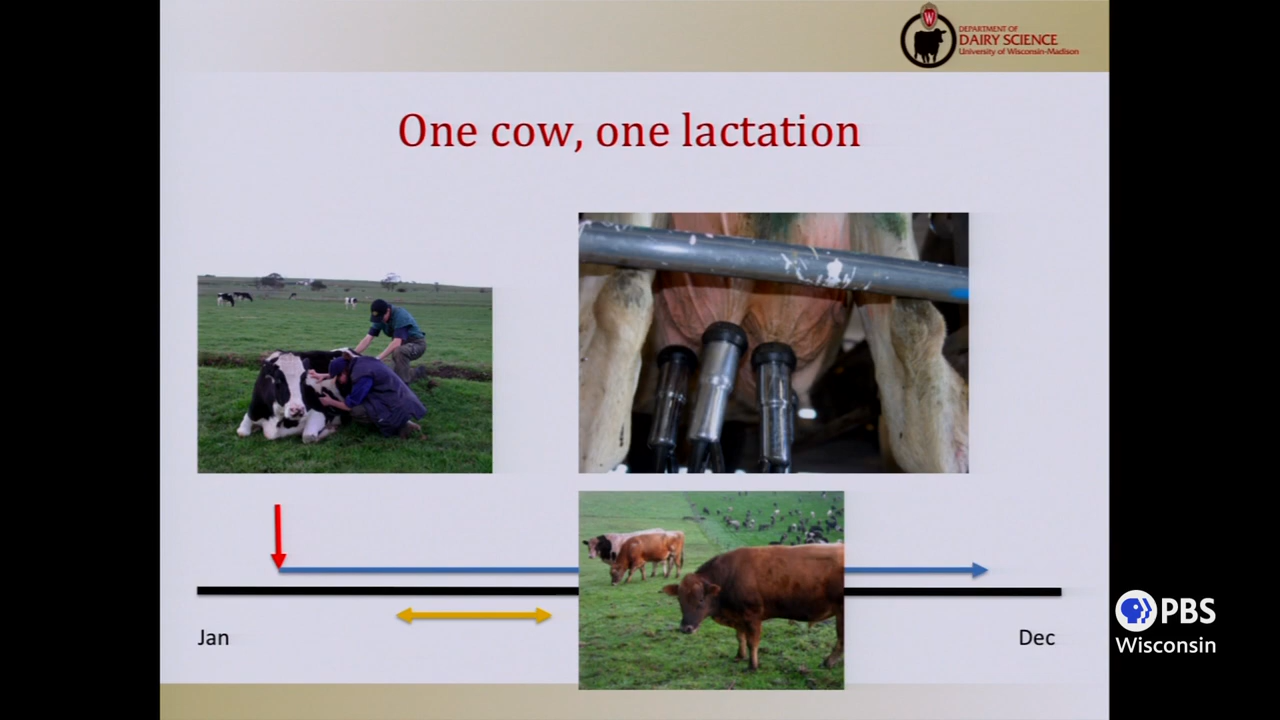 W
DEPARTMENT OF
DAIRY SCIENCE
University of Wisconsin-Madison
One cow, one lactation
Jan
Dec
PBS
Wisconsin